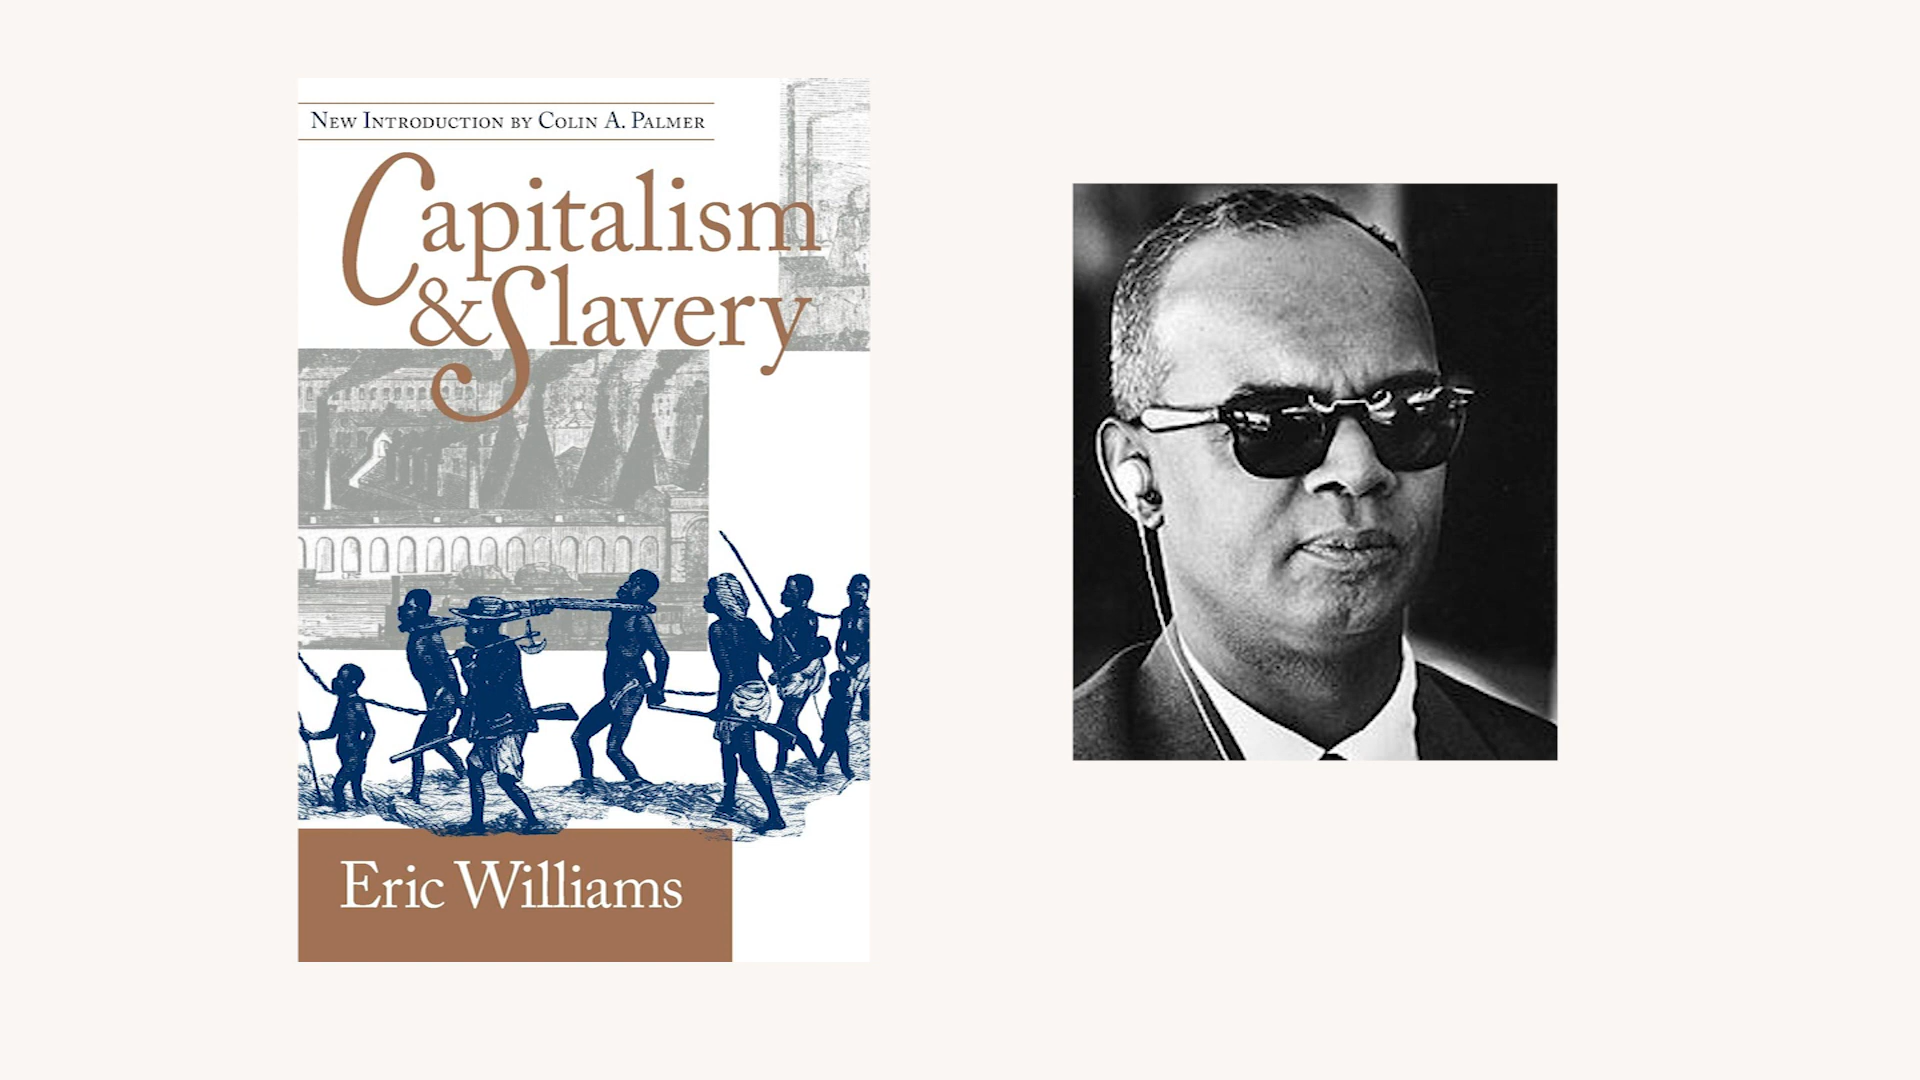 New Introduction by Colin A. Palmer
Capitalism
& Slavery
Eric Williams